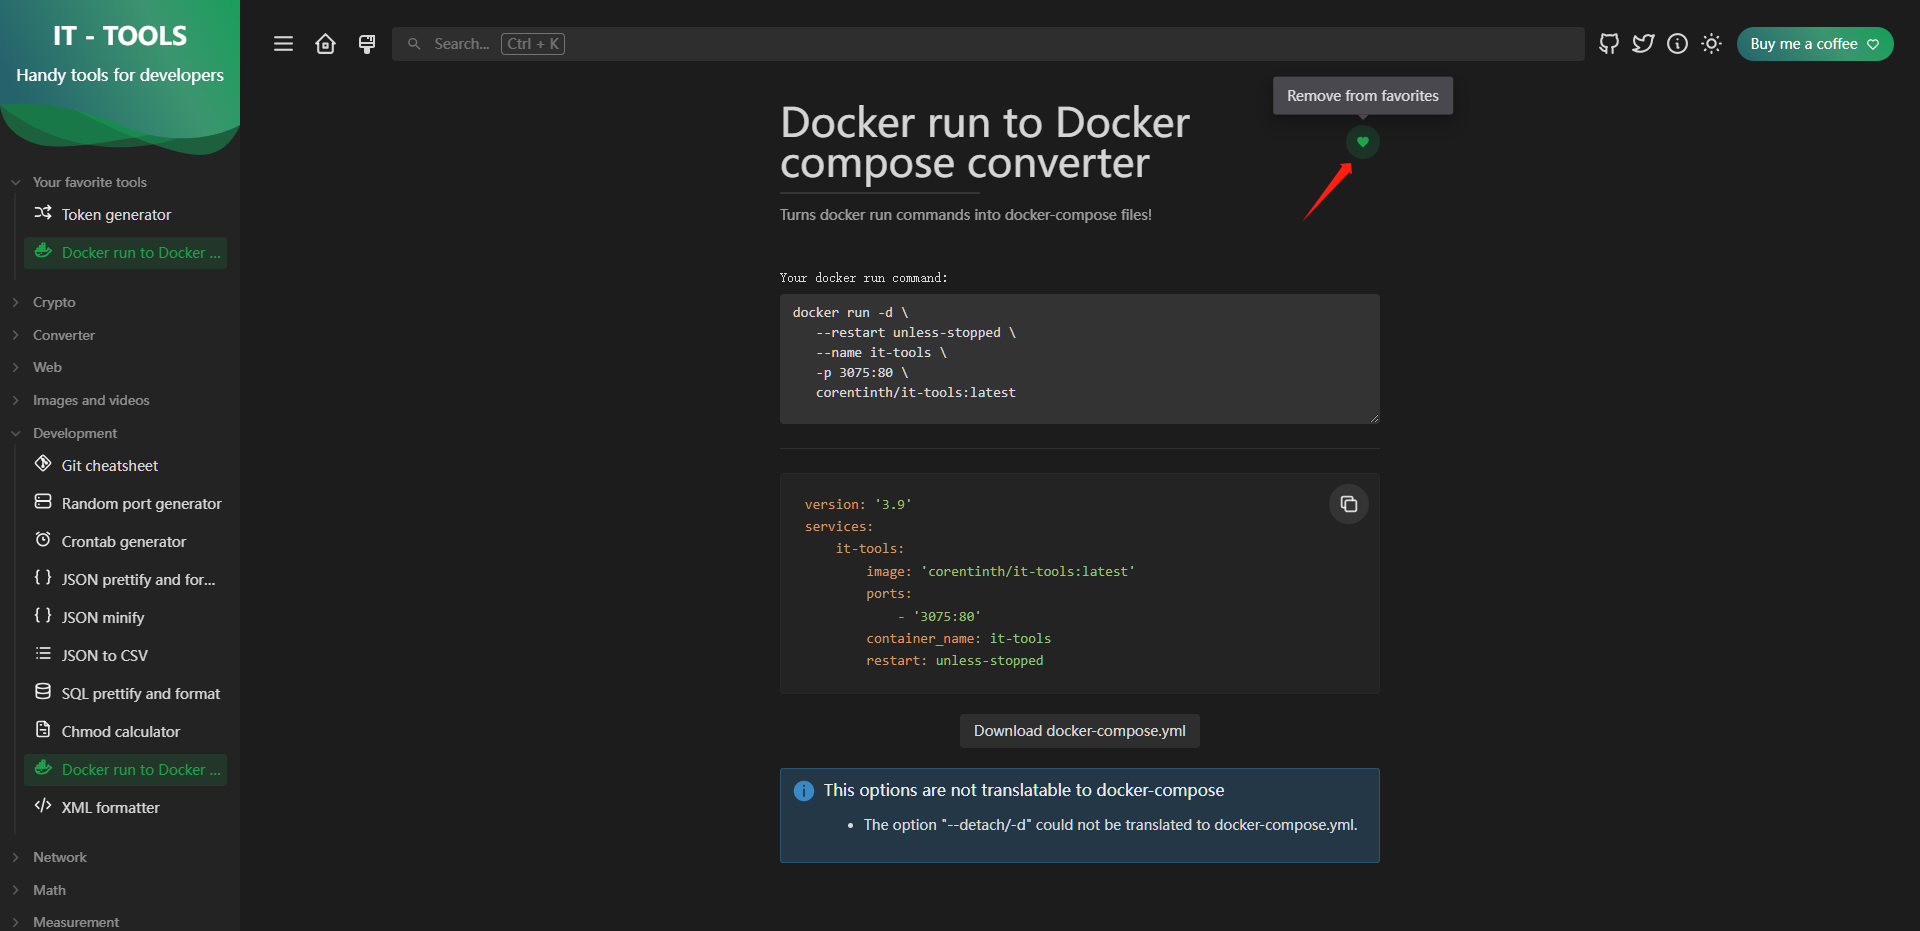 IT - TOOLS
Handy tools for developers
Your favorite tools
Token generator
Docker run to Docker ...
Crypto
Converter
Web
Images and videos
Development
Git cheatsheet
Random port generator
Crontab generator
JSON prettify and for...
JSON minify
JSON to CSV
SQL prettify and format
Chmod calculator
Docker run to Docker ...
XML formatter
Network
Math
Measurement
Search... Ctrl + K
Buy me a coffee
Remove from favorites
Docker run to Docker
compose converter
Turns docker run commands into docker-compose files!
Your docker run command:
docker run -d \
--restart unless-stopped \
--name it-tools \
-p 3075:80 \
corentinth/it-tools:latest
version: '3.9'
services:
it-tools:
image: 'corentinth/it-tools:latest'
ports:
- '3075:80'
container_name: it-tools
restart: unless-stopped
Download docker-compose.yml
This options are not translatable to docker-compose
• The option "--detach/-d" could not be translated to docker-compose.yml.